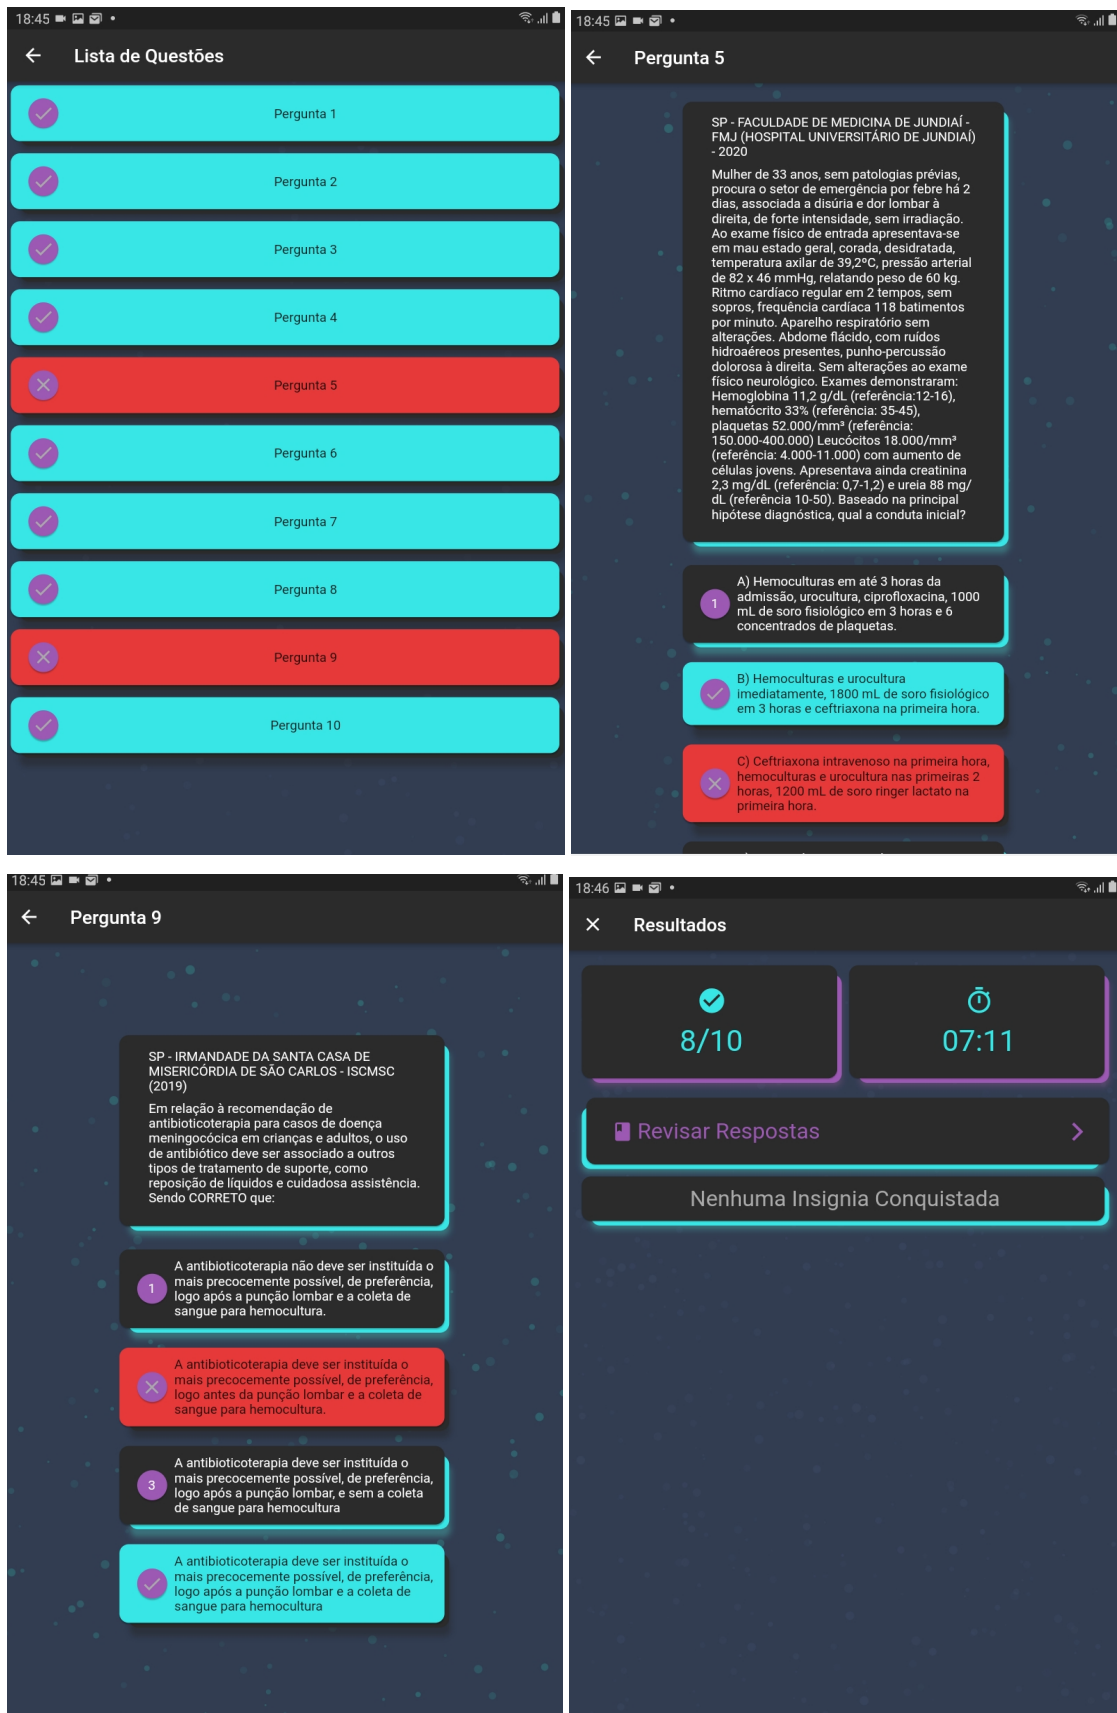 18:45
Lista de Questões
Pergunta 1
Pergunta 2
Pergunta 3
Pergunta 4
Pergunta 5
Pergunta 6
Pergunta 7
Pergunta 8
Pergunta 9
Pergunta 10
18:45
Pergunta 5
SP - FACULDADE DE MEDICINA DE JUNDIAÍ -
FMJ (HOSPITAL UNIVERSITÁRIO DE JUNDIAÍ)
- 2020
Mulher de 33 anos, sem patologias prévias,
procura o setor de emergência por febre há 2
dias, associada a disúria e dor lombar à
direita, de forte intensidade, sem irradiação.
Ao exame físico de entrada apresentava-se
em mau estado geral, corada, desidratada,
temperatura axilar de 39,2ºC, pressão arterial
de 82 x 46 mmHg, relatando peso de 60 kg.
Ritmo cardíaco regular em 2 tempos, sem
sopros, frequência cardíaca 118 batimentos
por minuto. Aparelho respiratório sem
alterações. Abdome flácido, com ruídos
hidroaéreos presentes, punho-percussão
dolorosa à direita. Sem alterações ao exame
físico neurológico. Exames demonstraram:
Hemoglobina 11,2 g/dL (referência:12-16),
hematócrito 33% (referência: 35-45),
plaquetas 52.000/mm³ (referência:
150.000-400.000) Leucócitos 18.000/mm³
(referência: 4.000-11.000) com aumento de
células jovens. Apresentava ainda creatinina
2,3 mg/dL (referência: 0,7-1,2) e ureia 88 mg/
dL (referência 10-50). Baseado na principal
hipótese diagnóstica, qual a conduta inicial?
1
A) Hemoculturas em até 3 horas da
admissão, urocultura, ciprofloxacina, 1000
mL de soro fisiológico em 3 horas e 6
concentrados de plaquetas.
B) Hemoculturas e urocultura
imediatamente, 1800 mL de soro fisiológico
em 3 horas e ceftriaxona na primeira hora.
C) Ceftriaxona intravenoso na primeira hora,
hemoculturas e urocultura nas primeiras 2
horas, 1200 mL de soro ringer lactato na
primeira hora.
18:45
Pergunta 9
SP - IRMANDADE DA SANTA CASA DE
MISERICÓRDIA DE SÃO CARLOS - ISCMSC
(2019)
Em relação à recomendação de
antibioticoterapia para casos de doença
meningocócica em crianças e adultos, o uso
de antibiótico deve ser associado a outros
tipos de tratamento de suporte, como
reposição de líquidos e cuidadosa assistência.
Sendo CORRETO que:
1
A antibioticoterapia não deve ser instituída o
mais precocemente possível, de preferência,
logo após a punção lombar e a coleta de
sangue para hemocultura.
A antibioticoterapia deve ser instituída o
mais precocemente possível, de preferência,
logo antes da punção lombar e a coleta de
sangue para hemocultura.
3
A antibioticoterapia deve ser instituída o
mais precocemente possível, de preferência,
logo após a punção lombar, e sem a coleta
de sangue para hemocultura
A antibioticoterapia deve ser instituída o
mais precocemente possível, de preferência,
logo após a punção lombar e a coleta de
sangue para hemocultura
18:46
Resultados
8/10
07:11
Revisar Respostas
Nenhuma Insignia Conquistada